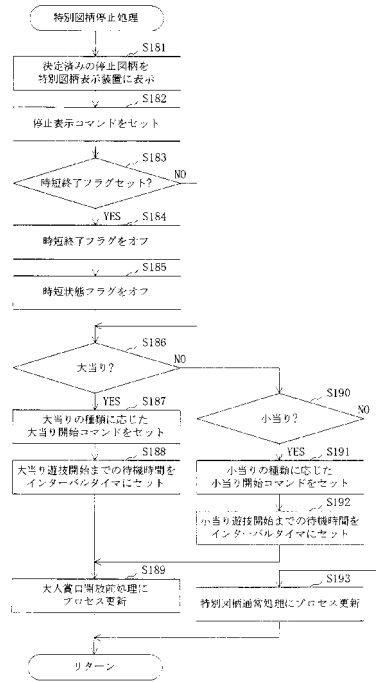 特別図柄停止処理
S181
決定済みの停止図柄を
特別図柄表示装置に表示
S182
停止表示コマンドをセット
S183
時短終了フラグセット?
NO
YES
S184
時短終了フラグをオフ
S185
時短状態フラグをオフ
S186
大当り?
NO
YES
S187
大当りの種類に応じた
大当り開始コマンドをセット
S188
大当り遊技開始までの待機時間を
インターバルタイマにセット
S190
小当り?
NO
YES
S191
小当りの種類に応じた
小当り開始コマンドをセット
S192
小当り遊技開始までの待機時間を
インターバルタイマにセット
S189
大入賞口開放前処理に
プロセス更新
S193
特別図柄通常処理にプロセス更新
リターン